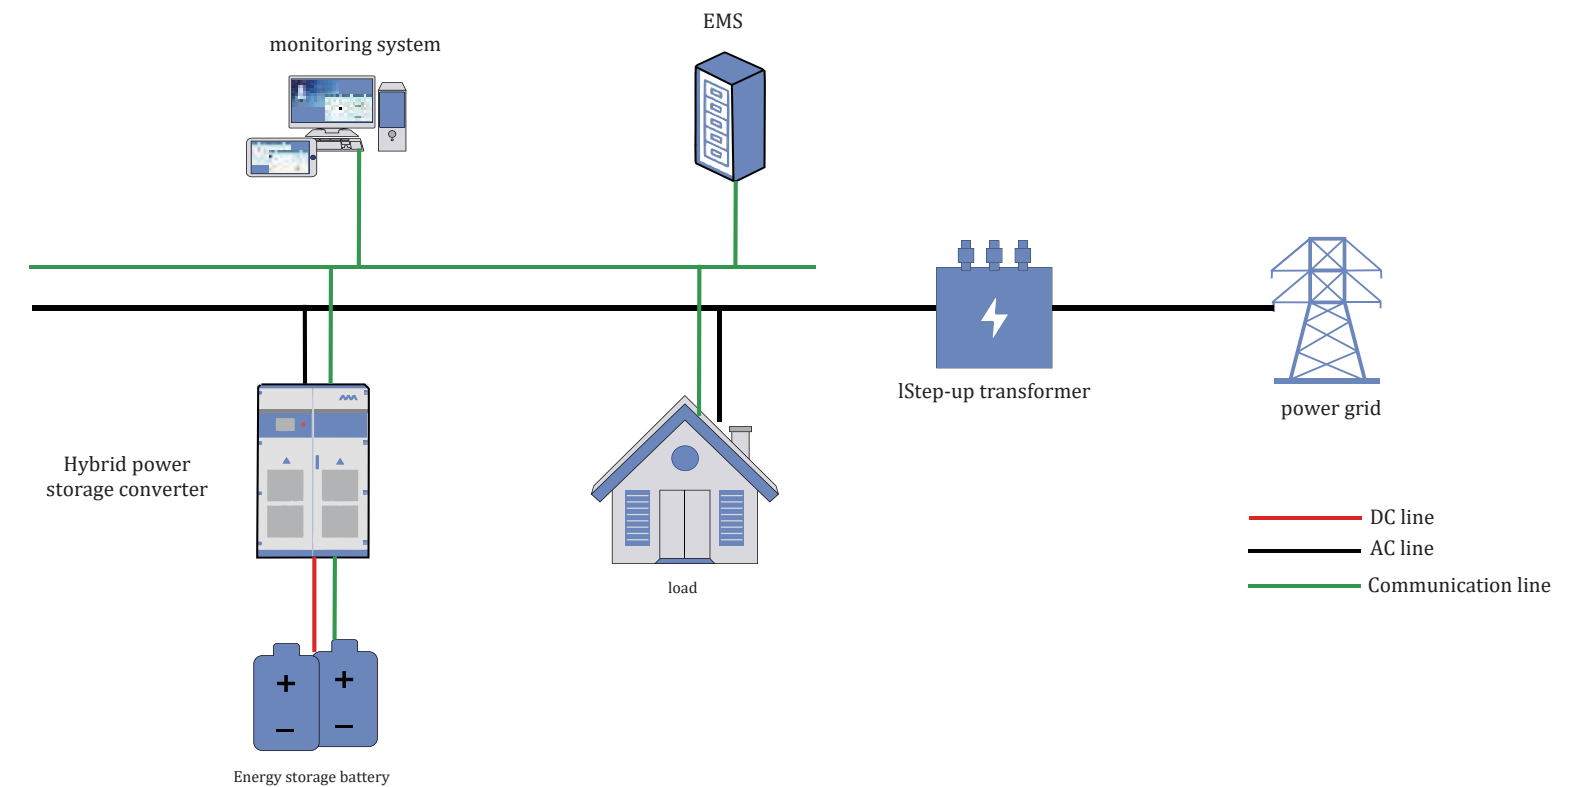 EMS
monitoring system
lStep-up transformer
power grid
Hybrid power
storage converter
DC line
AC line
Communication line
load
Energy storage battery